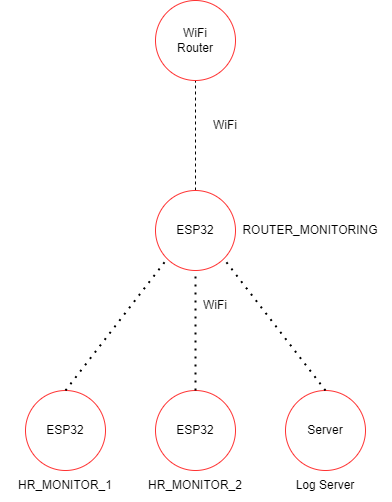 WiFi
Router
WiFi
ESP32
ROUTER_MONITORING
WiFi
ESP32
ESP32
Server
HR_MONITOR_1
HR_MONITOR_2
Log Server